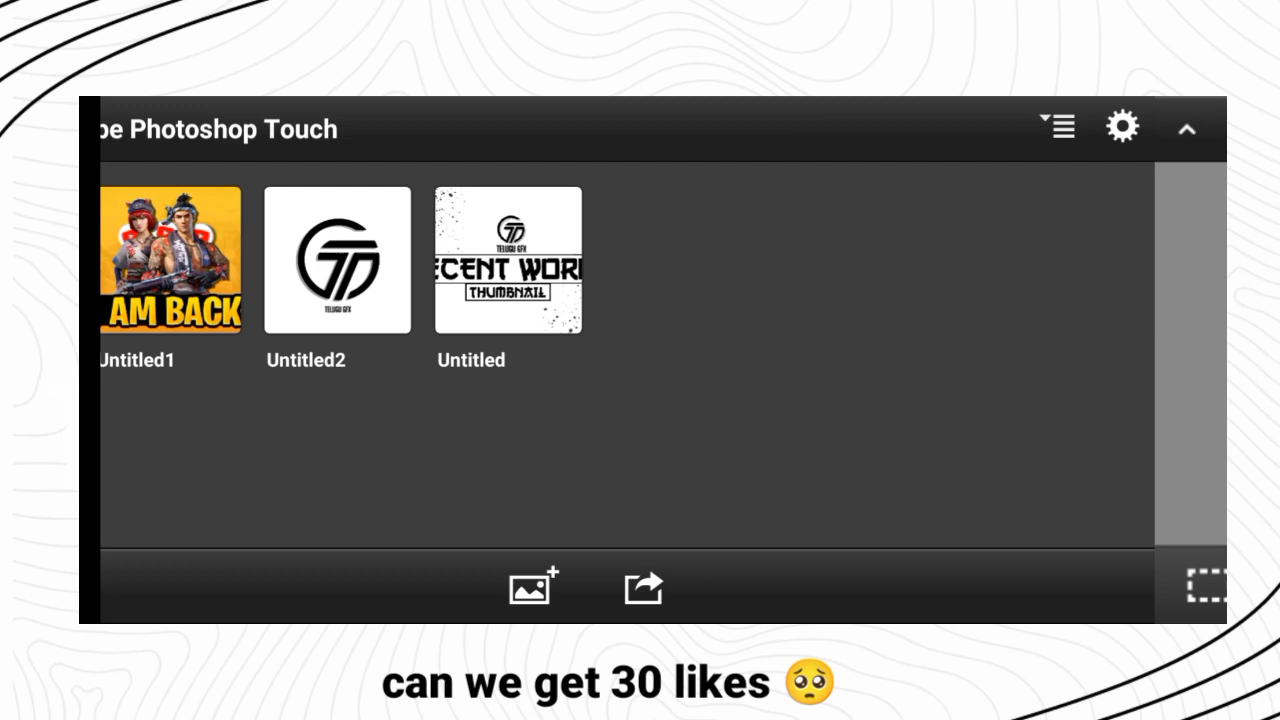 be Photoshop Touch
AM BACK
TELUGU GFX
TELUGU GFX
ECENT WOR
THUMBNAIL
Untitled1
Untitled2
Untitled
can we get 30 likes 🥺